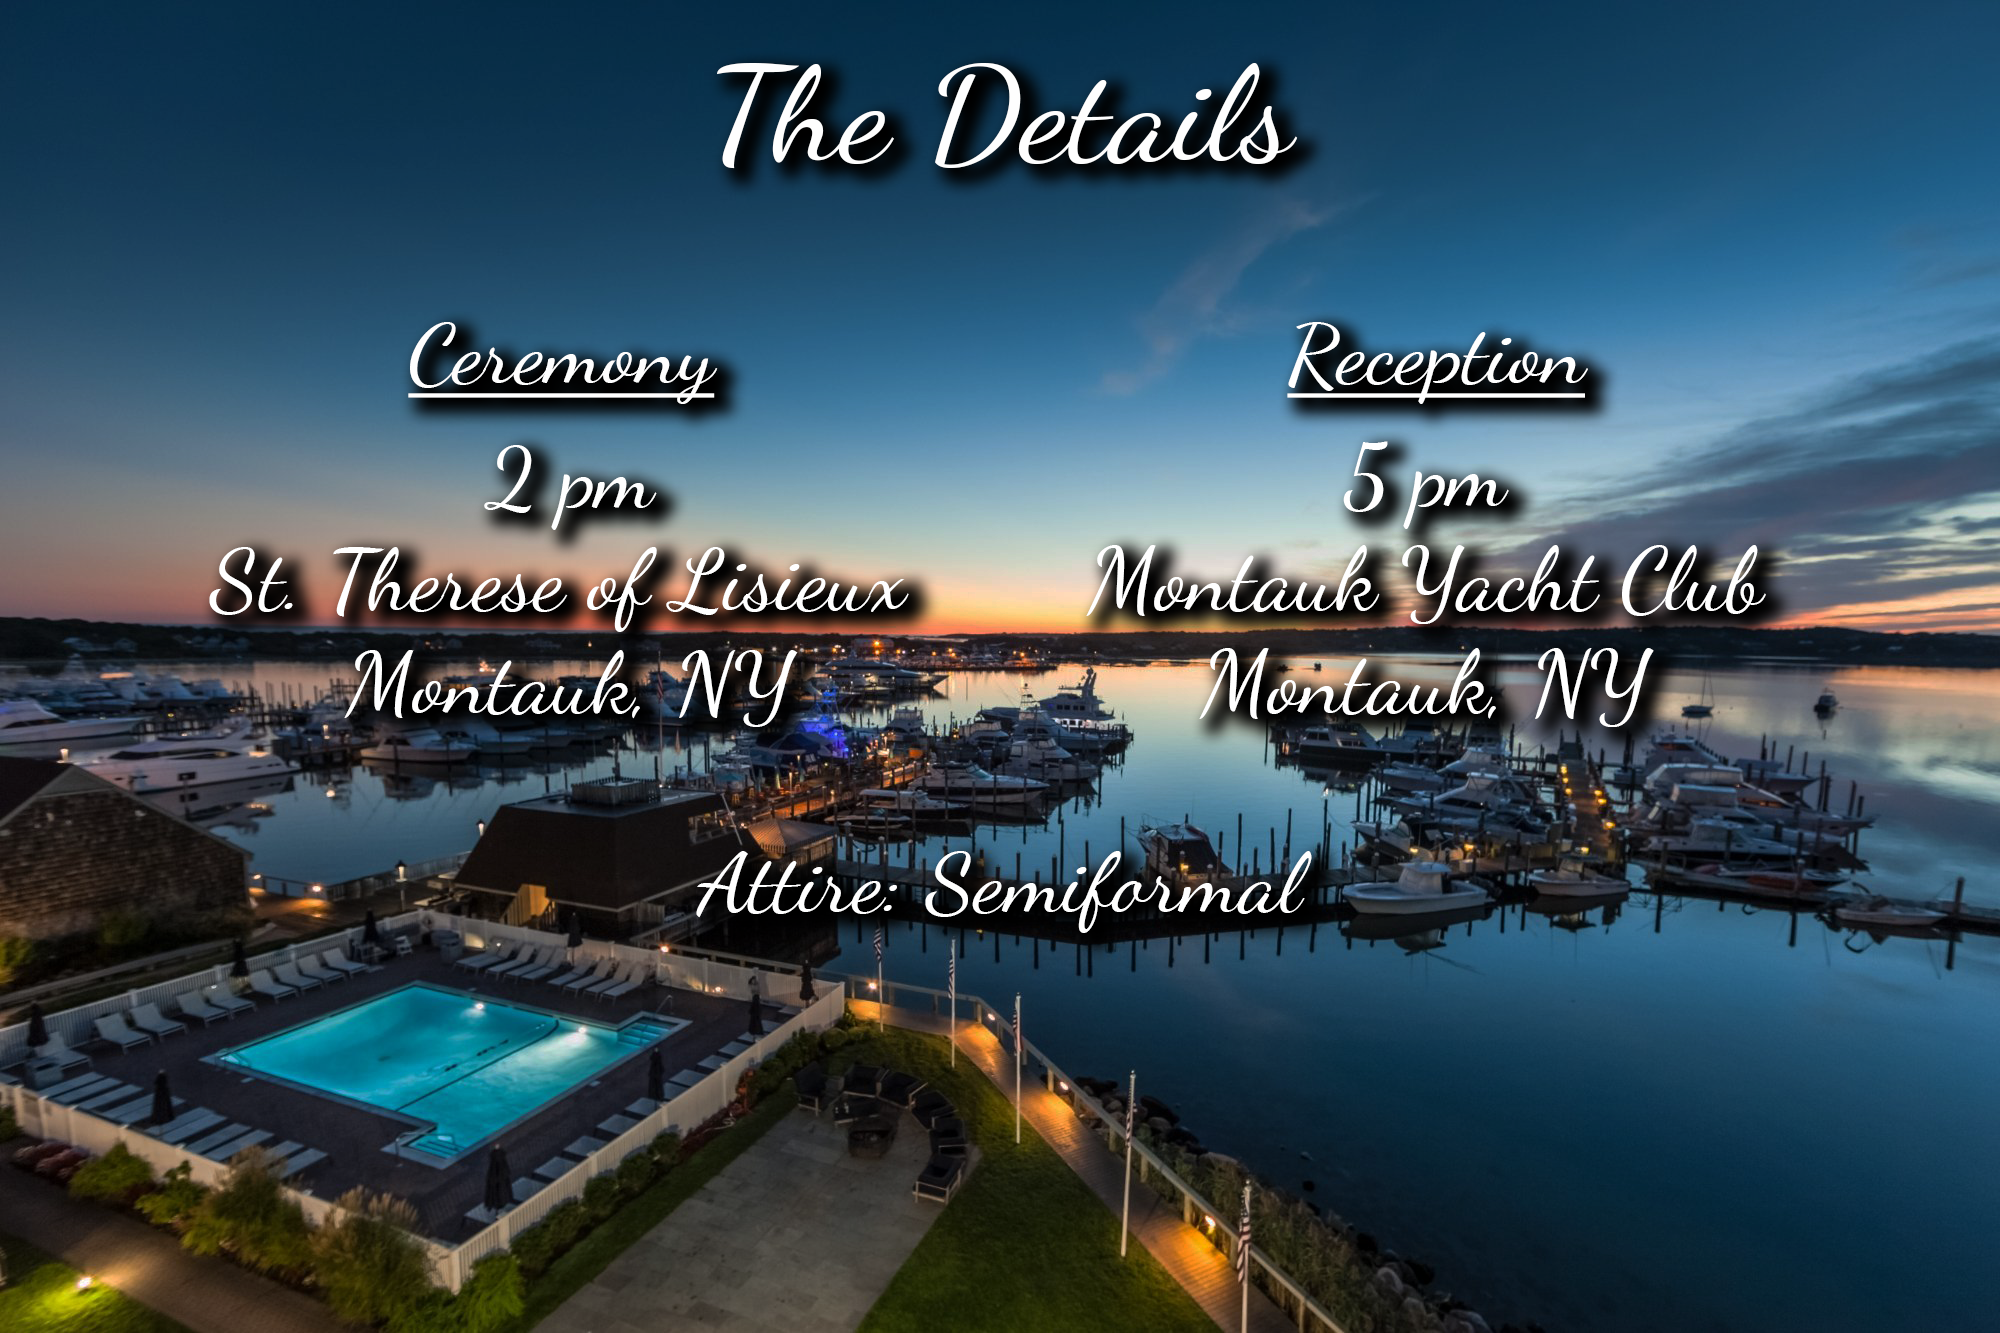 The Details
Ceremony
2 pm
St. Therese of Lisieux
Montauk, NY
Reception
5 pm
Montauk Yacht Club
Montauk, NY
Attire: Semiformal